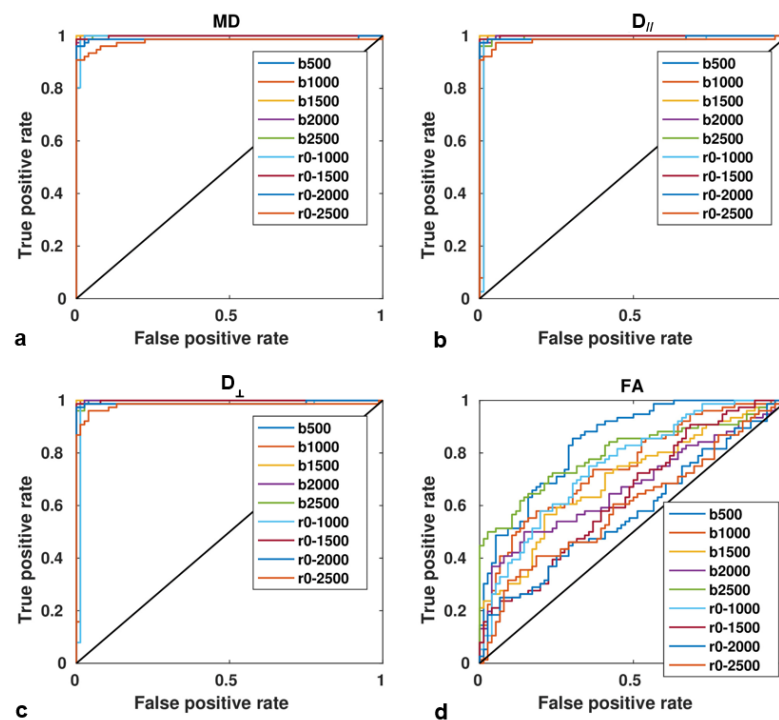 MD
True positive rate
1
0.8
0.6
0.4
0.2
0
b500
b1000
b1500
b2000
b2500
r0-1000
r0-1500
r0-2000
r0-2500
0
0.5
1
False positive rate
a
D//
True positive rate
1
0.8
0.6
0.4
0.2
0
b500
b1000
b1500
b2000
b2500
r0-1000
r0-1500
r0-2000
r0-2500
0
0.5
False positive rate
b
D⊥
True positive rate
1
0.8
0.6
0.4
0.2
0
b500
b1000
b1500
b2000
b2500
r0-1000
r0-1500
r0-2000
r0-2500
0
0.5
1
False positive rate
c
FA
True positive rate
1
0.8
0.6
0.4
0.2
0
b500
b1000
b1500
b2000
b2500
r0-1000
r0-1500
r0-2000
r0-2500
0
0.5
False positive rate
d